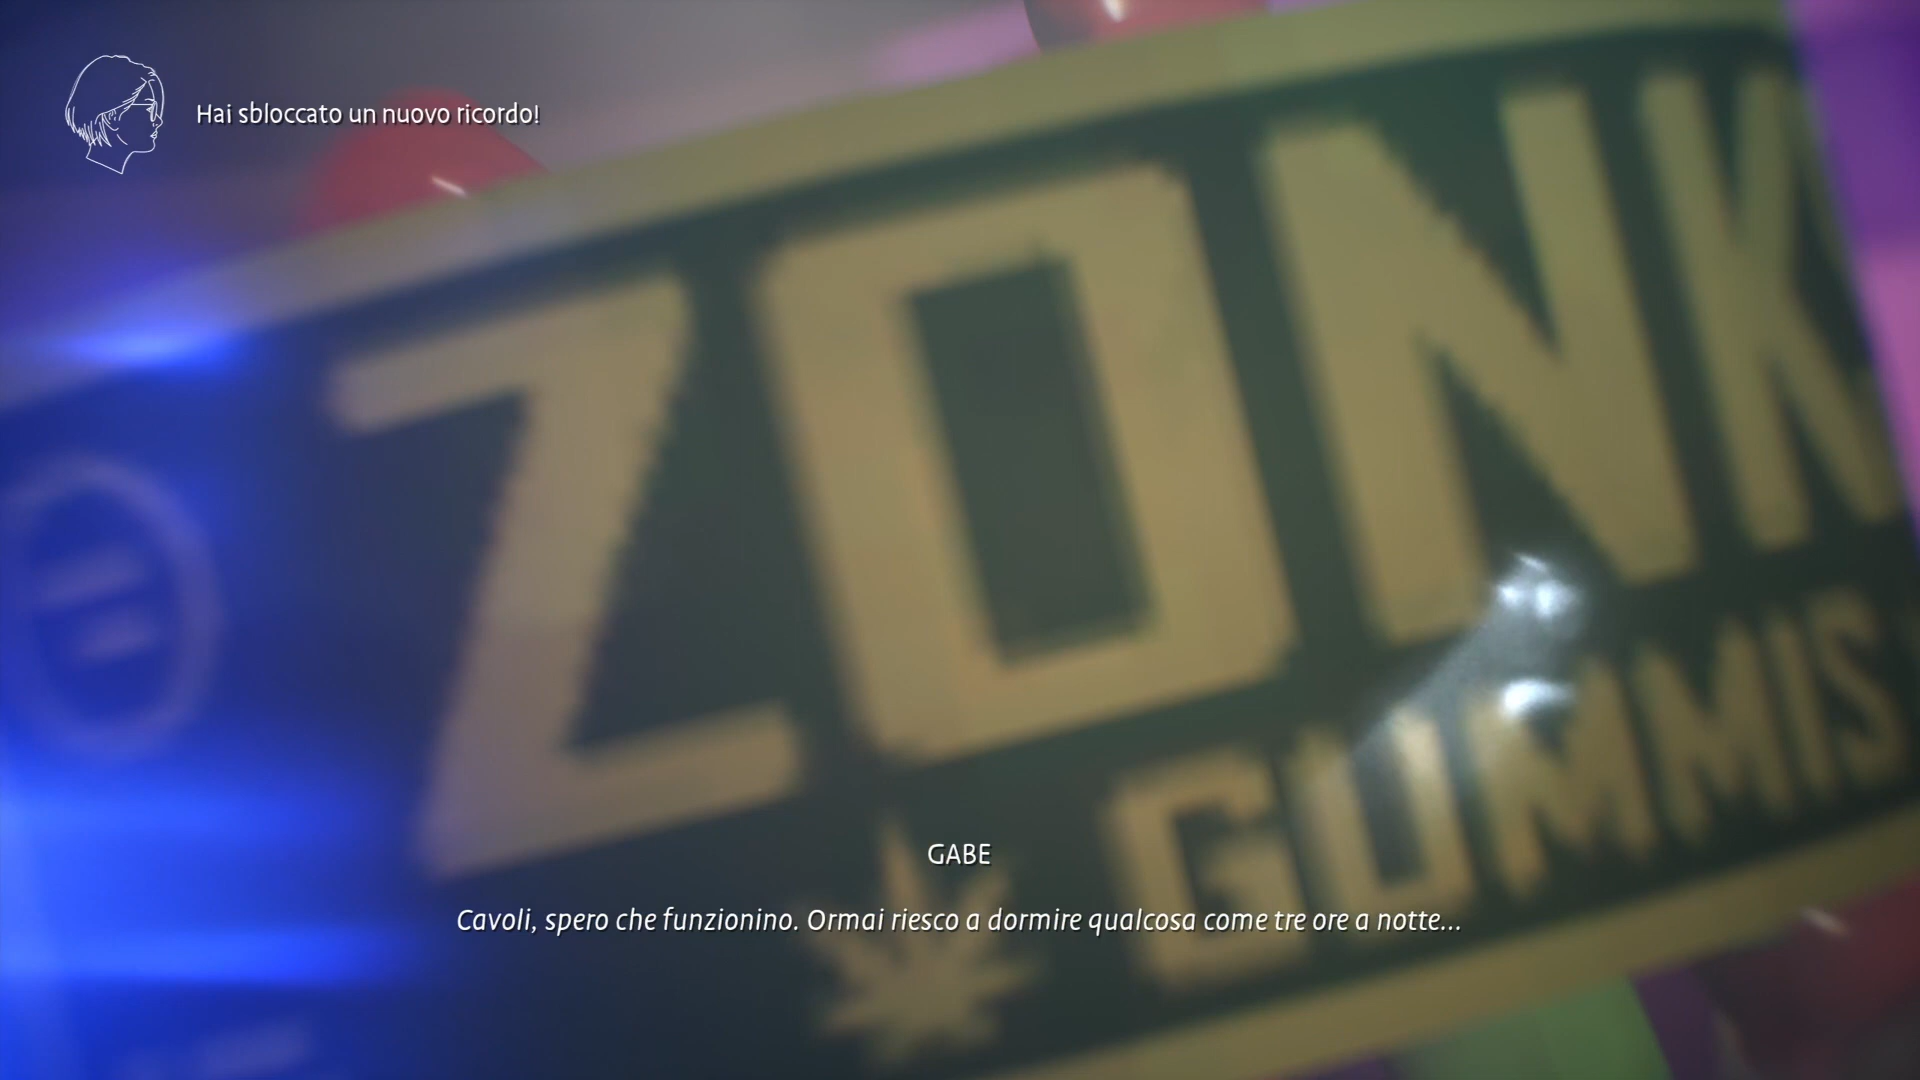 Hai sbloccato un nuovo ricordo!
ZONK
GUMMIS
GABE
Cavoli, spero che funzionino. Ormai riesco a dormire qualcosa come tre ore a notte...